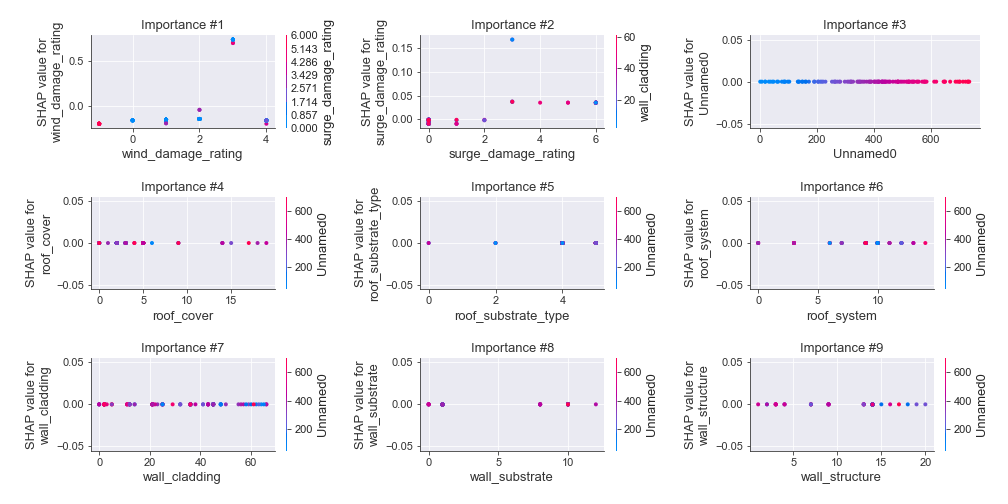 Importance #1
SHAP value for
wind_damage_rating
0.5
0.0
0
2
4
wind_damage_rating
6.000
5.143
4.286
3.429
2.571
1.714
0.857
0.000
surge_damage_rating
Importance #2
SHAP value for
surge_damage_rating
0.15
0.10
0.05
0.00
0
2
4
6
surge_damage_rating
60
40
20
wall_cladding
Importance #3
SHAP value for
Unnamed0
0.05
0.00
−0.05
0
200
400
600
Unnamed0
Importance #4
SHAP value for
roof_cover
0.05
0.00
−0.05
0
5
10
15
roof_cover
600
400
200
Unnamed0
Importance #5
SHAP value for
roof_substrate_type
0.05
0.00
−0.05
0
2
4
roof_substrate_type
600
400
200
Unnamed0
Importance #6
SHAP value for
roof_system
0.05
0.00
−0.05
0
5
10
roof_system
600
400
200
Unnamed0
Importance #7
SHAP value for
wall_cladding
0.05
0.00
−0.05
0
20
40
60
wall_cladding
600
400
200
Unnamed0
Importance #8
SHAP value for
wall_substrate
0.05
0.00
−0.05
0
5
10
wall_substrate
600
400
200
Unnamed0
Importance #9
SHAP value for
wall_structure
0.05
0.00
−0.05
5
10
15
20
wall_structure
600
400
200
Unnamed0